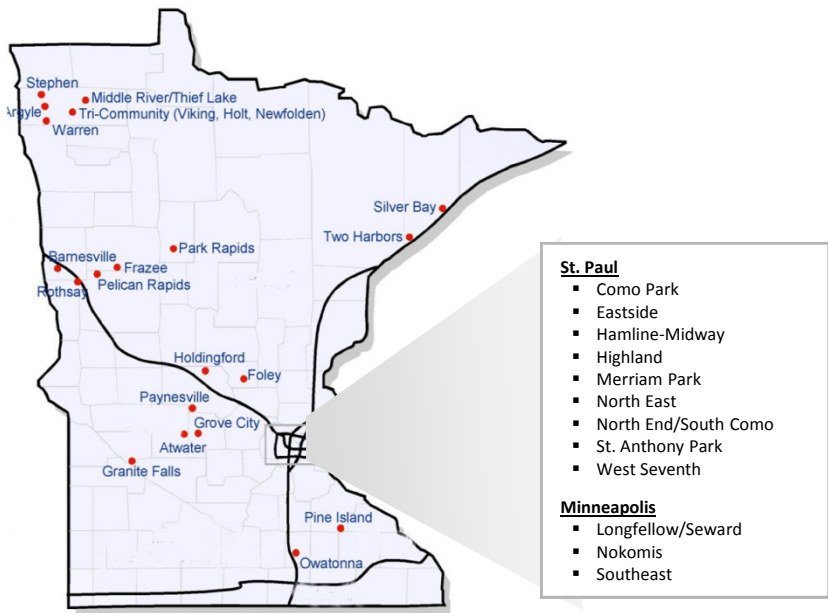 Stephen
Middle River/Thief Lake
Argyle
Tri-Community (Viking, Holt, Newfolden)
Warren
Silver Bay
Two Harbors
Park Rapids
Barnesville
Frazee
Pelican Rapids
Rothsay
Holdingford
Foley
Paynesville
Grove City
Atwater
Granite Falls
Pine Island
Owatonna
St. Paul
▪ Como Park
▪ Eastside
▪ Hamline-Midway
▪ Highland
▪ Merriam Park
▪ North East
▪ North End/South Como
▪ St. Anthony Park
▪ West Seventh
Minneapolis
▪ Longfellow/Seward
▪ Nokomis
▪ Southeast